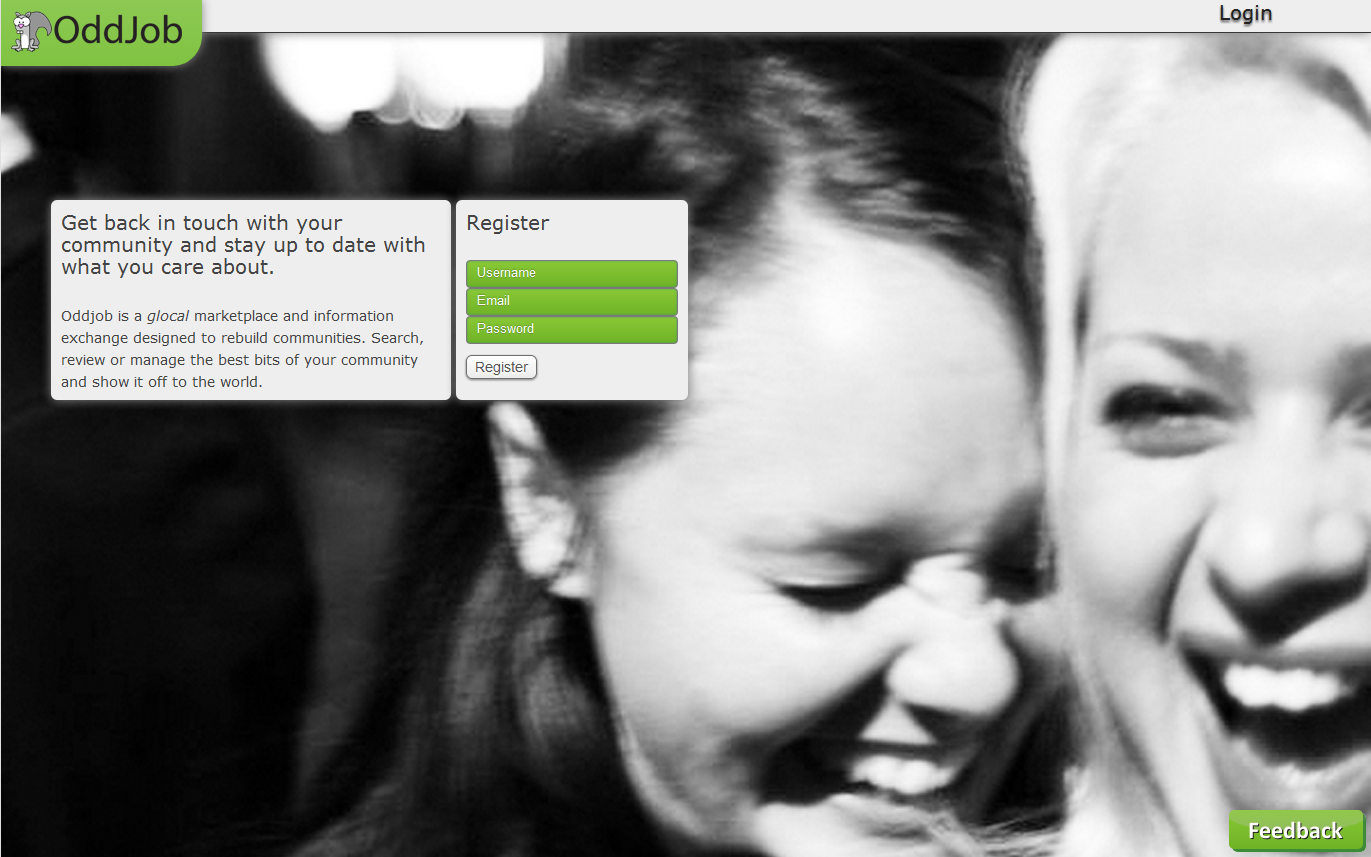 OddJob
Login
Get back in touch with your
community and stay up to date with
what you care about.
Oddjob is a glocal marketplace and information
exchange designed to rebuild communities. Search,
review or manage the best bits of your community
and show it off to the world.
Register
Username
Email
Password
Register
Feedback